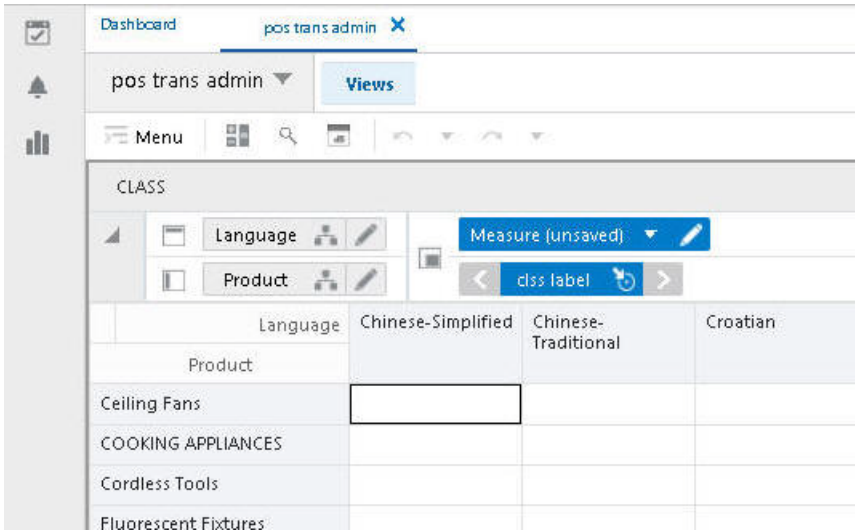 Dashboard pos trans admin
pos trans admin Views
Menu
CLASS
Language Measure (unsaved)
Product clss label
Language Chinese-Simplified Chinese-Traditional Croatian
Product
Ceiling Fans
COOKING APPLIANCES
Cordless Tools
Fluorescent Fixtures